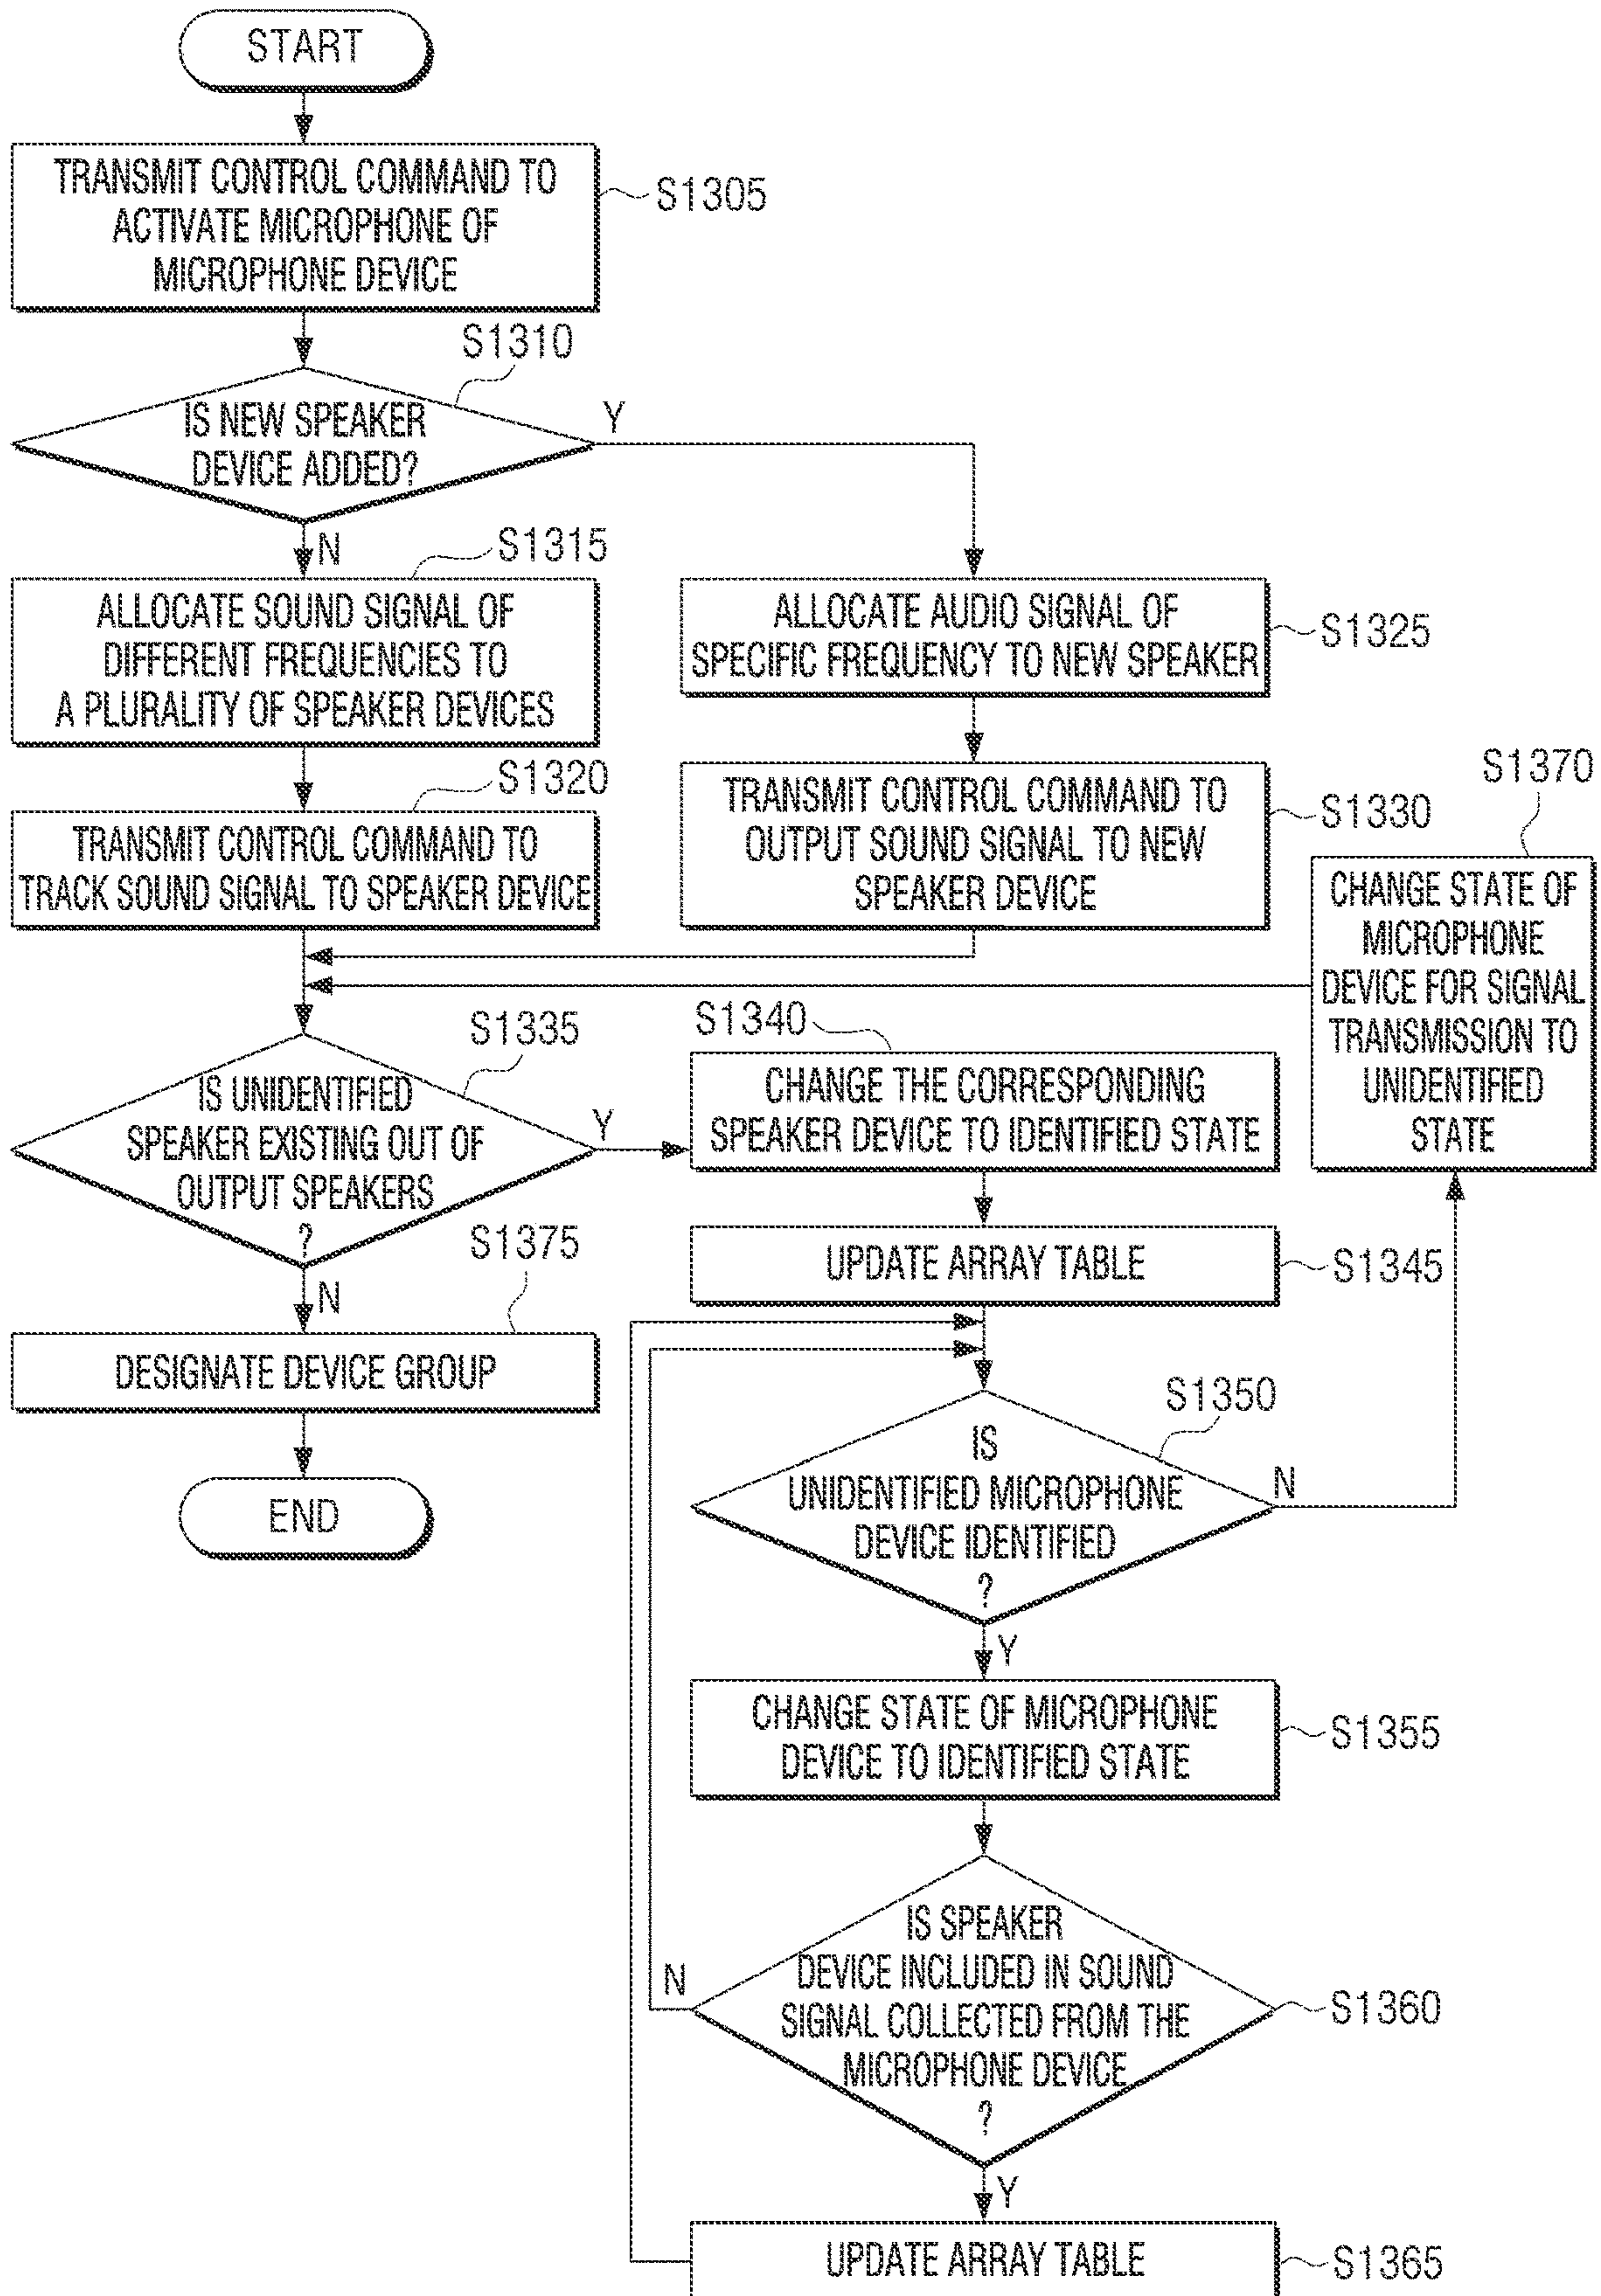 START
TRANSMIT CONTROL COMMAND TO
ACTIVATE MICROPHONE OF
MICROPHONE DEVICE
S1305
S1310
IS NEW SPEAKER
DEVICE ADDED?
Y
N
S1315
ALLOCATE SOUND SIGNAL OF
DIFFERENT FREQUENCIES TO
A PLURALITY OF SPEAKER DEVICES
ALLOCATE AUDIO SIGNAL OF
SPECIFIC FREQUENCY TO NEW SPEAKER
S1325
S1320
TRANSMIT CONTROL COMMAND TO
TRACK SOUND SIGNAL TO SPEAKER DEVICE
TRANSMIT CONTROL COMMAND TO
OUTPUT SOUND SIGNAL TO NEW
SPEAKER DEVICE
S1330
S1370
CHANGE STATE OF
MICROPHONE
DEVICE FOR SIGNAL
TRANSMISSION TO
UNIDENTIFIED
STATE
S1335
IS UNIDENTIFIED
SPEAKER EXISTING OUT OF
OUTPUT SPEAKERS
?
Y
N
S1340
CHANGE THE CORRESPONDING
SPEAKER DEVICE TO IDENTIFIED STATE
S1375
DESIGNATE DEVICE GROUP
END
UPDATE ARRAY TABLE
S1345
S1350
IS
UNIDENTIFIED MICROPHONE
DEVICE IDENTIFIED
?
N
Y
CHANGE STATE OF MICROPHONE
DEVICE TO IDENTIFIED STATE
S1355
IS SPEAKER
DEVICE INCLUDED IN SOUND
SIGNAL COLLECTED FROM THE
MICROPHONE DEVICE
?
N
S1360
Y
UPDATE ARRAY TABLE
S1365